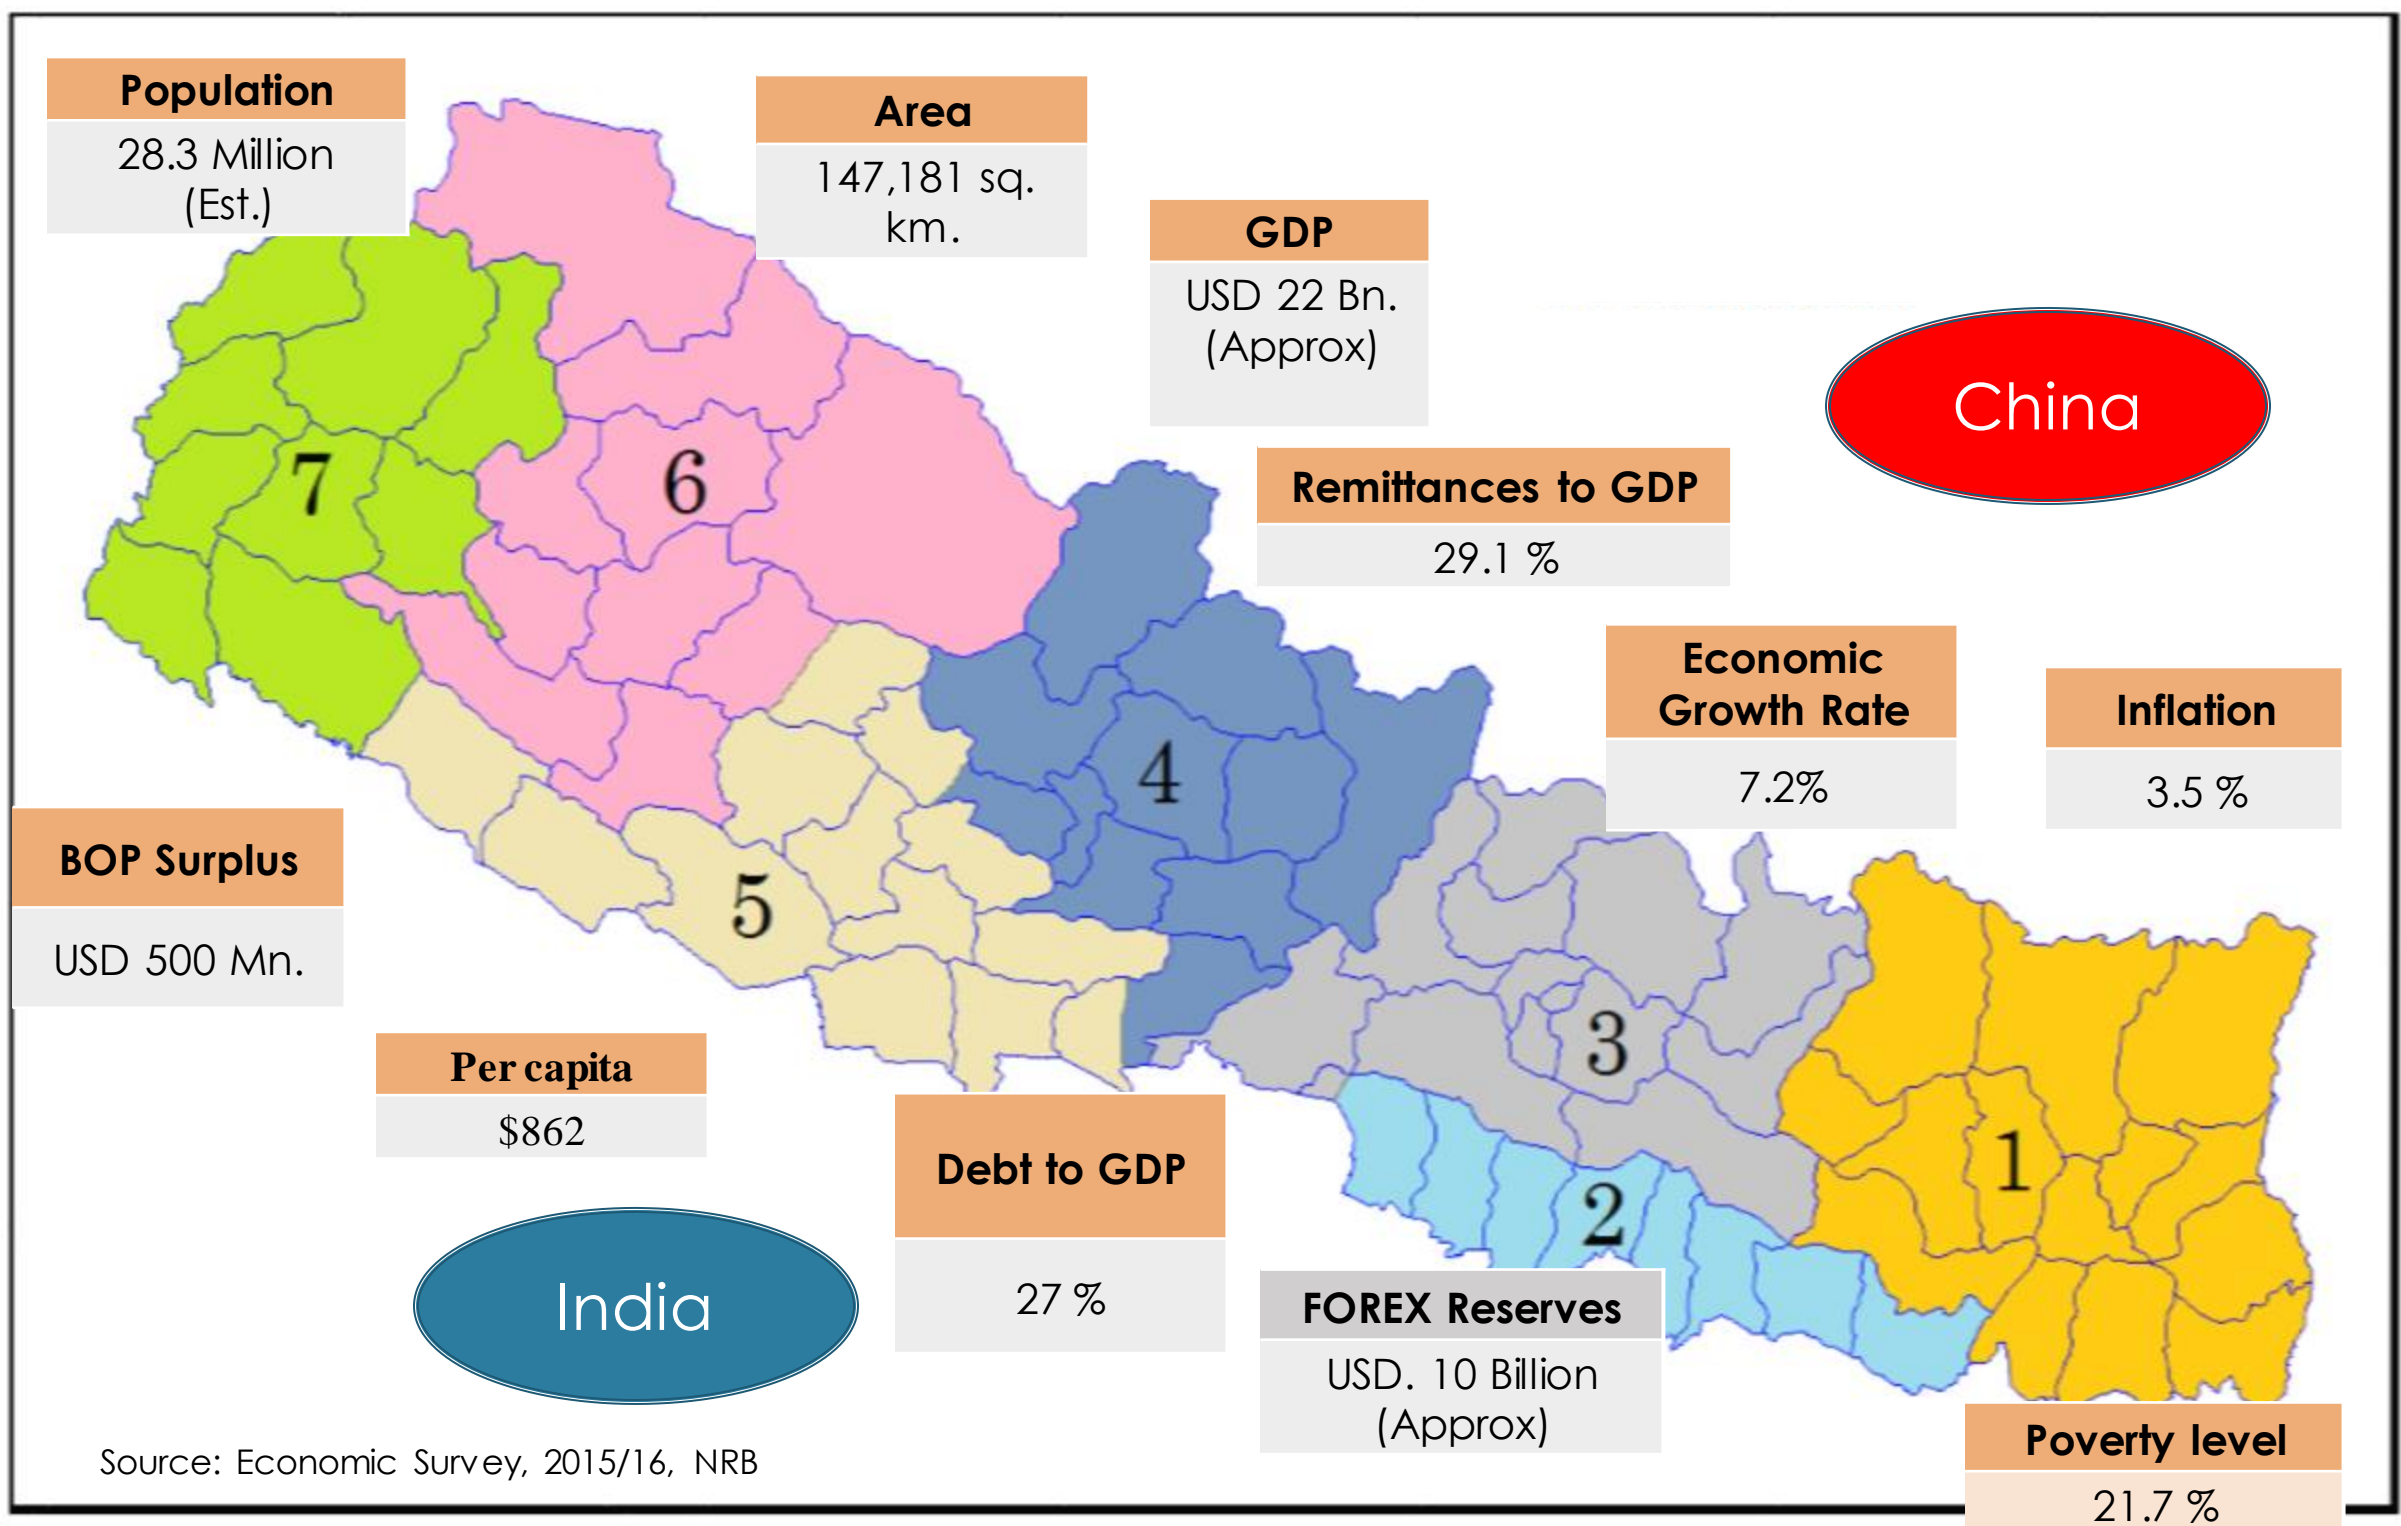 Population
28.3 Million
(Est.)
Area
147,181 sq.
km.
GDP
USD 22 Bn.
(Approx)
China
Remittances to GDP
29.1 %
7
6
Economic
Growth Rate
7.2%
Inflation
3.5 %
4
BOP Surplus
USD 500 Mn.
5
3
Per capita
$862
Debt to GDP
27 %
1
2
India
FOREX Reserves
USD. 10 Billion
(Approx)
Source: Economic Survey, 2015/16, NRB
Poverty level
21.7 %